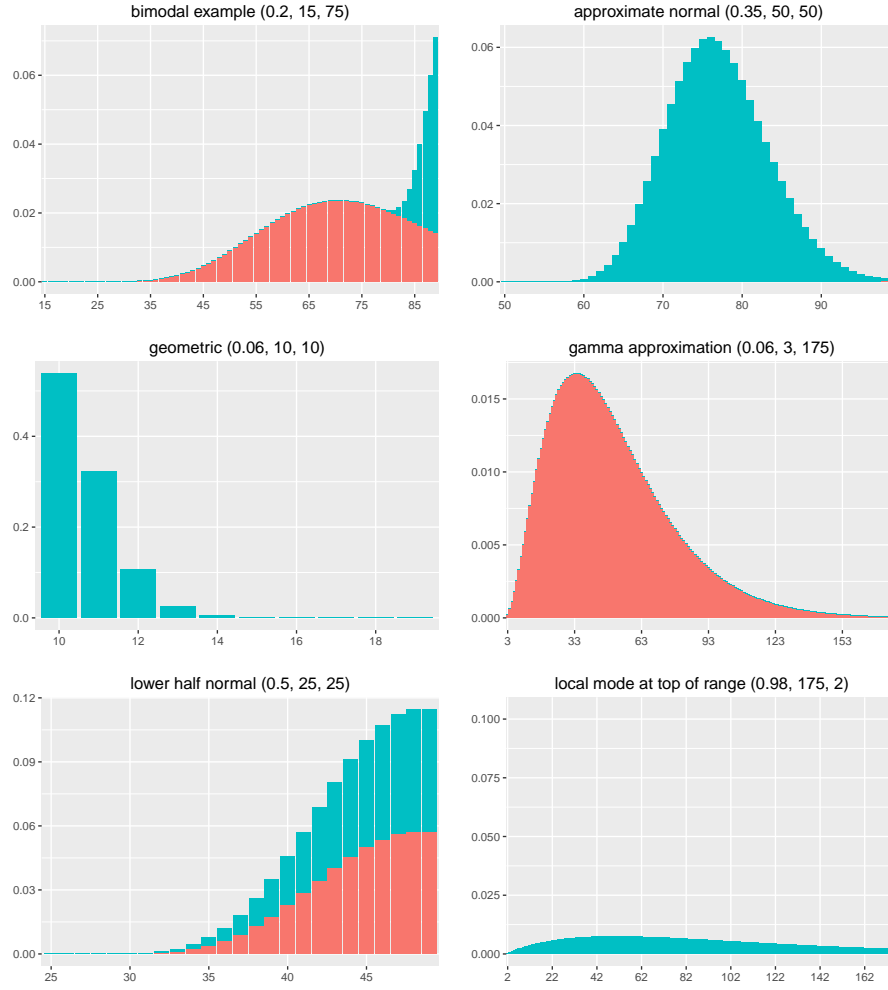 bimodal example (0.2, 15, 75)
0.06
0.04
0.02
0.00
15 25 35 45 55 65 75 85
approximate normal (0.35, 50, 50)
0.06
0.04
0.02
0.00
50 60 70 80 90
geometric (0.06, 10, 10)
0.4
0.2
0.0
10 12 14 16 18
gamma approximation (0.06, 3, 175)
0.015
0.010
0.005
0.000
3 33 63 93 123 153
lower half normal (0.5, 25, 25)
0.12
0.09
0.06
0.03
0.00
25 30 35 40 45
local mode at top of range (0.98, 175, 2)
0.100
0.075
0.050
0.025
0.000
2 22 42 62 82 102 122 142 162